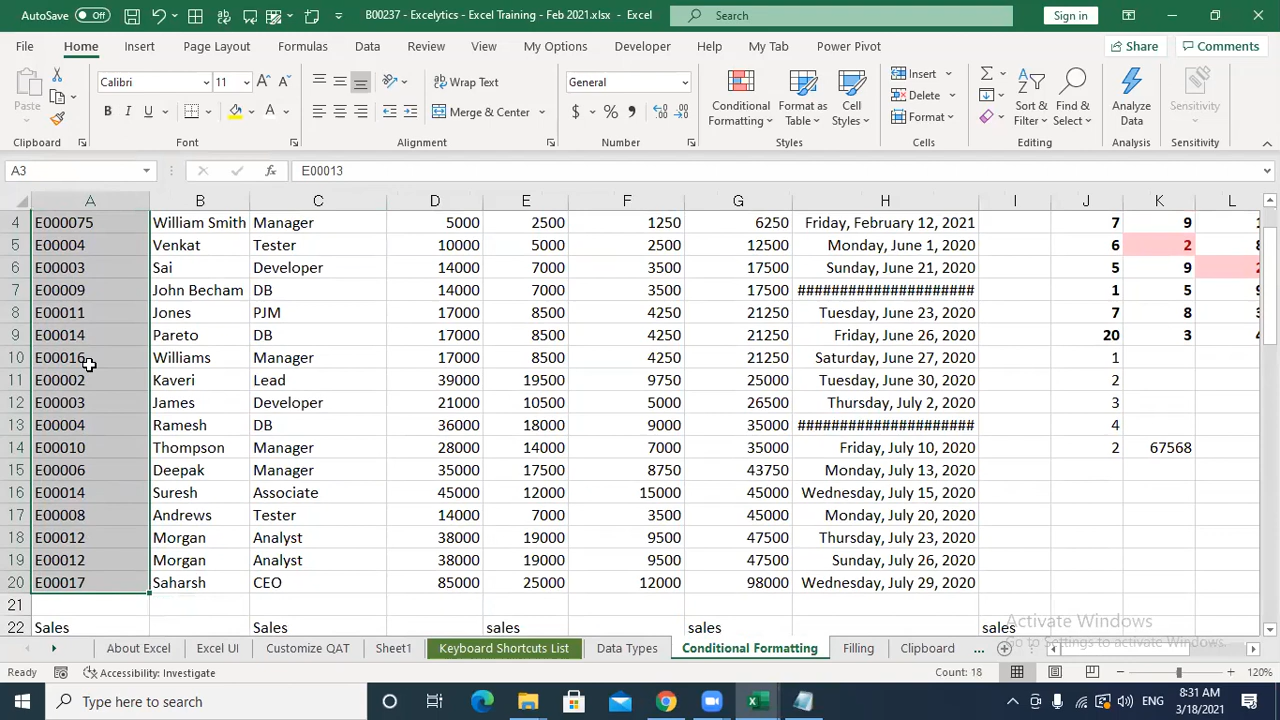 AutoSave Off B00237 - Excelytics - Excel Training - Feb 2021.xlsx - Excel Search Sign in
File Home Insert Page Layout Formulas Data Review View My Options Developer Help My Tab Power Pivot Share Comments
Paste Calibri 11 Wrap Text General Conditional Formatting Format as Table Cell Styles Insert Delete Format Sort & Filter Find & Select Analyze Data Sensitivity
B I U A Merge & Center $ %
Clipboard Font Alignment Number Styles Cells Editing Analysis Sensitivity
A3 fx E00013
A B C D E F G H I J K L
4 E000075 William Smith Manager 5000 2500 1250 6250 Friday, February 12, 2021 7 9
5 E00004 Venkat Tester 10000 5000 2500 12500 Monday, June 1, 2020 6 2
6 E00003 Sai Developer 14000 7000 3500 17500 Sunday, June 21, 2020 5 9
7 E00009 John Becham DB 14000 7000 3500 17500 ##################### 1 5
8 E00011 Jones PJM 17000 8500 4250 21250 Tuesday, June 23, 2020 7 8
9 E00014 Pareto DB 17000 8500 4250 21250 Friday, June 26, 2020 20 3
10 E00016 Williams Manager 17000 8500 4250 21250 Saturday, June 27, 2020 1
11 E00002 Kaveri Lead 39000 19500 9750 25000 Tuesday, June 30, 2020 2
12 E00003 James Developer 21000 10500 5000 26500 Thursday, July 2, 2020 3
13 E00004 Ramesh DB 36000 18000 9000 35000 ##################### 4
14 E00010 Thompson Manager 28000 14000 7000 35000 Friday, July 10, 2020 2 67568
15 E00006 Deepak Manager 35000 17500 8750 43750 Monday, July 13, 2020
16 E00014 Suresh Associate 45000 12000 15000 45000 Wednesday, July 15, 2020
17 E00008 Andrews Tester 14000 7000 3500 45000 Monday, July 20, 2020
18 E00012 Morgan Analyst 38000 19000 9500 47500 Thursday, July 23, 2020
19 E00012 Morgan Analyst 38000 19000 9500 47500 Sunday, July 26, 2020
20 E00017 Saharsh CEO 85000 25000 12000 98000 Wednesday, July 29, 2020
21
22 Sales Sales sales sales sales
Activate Windows
Go to Settings to activate Windows.
About Excel Excel UI Customize QAT Keyboard Shortcuts List Data Types Conditional Formatting Filling Clipboard ...
Ready Accessibility: Investigate Count: 18 120%
Type here to search ENG 8:31 AM
3/18/2021